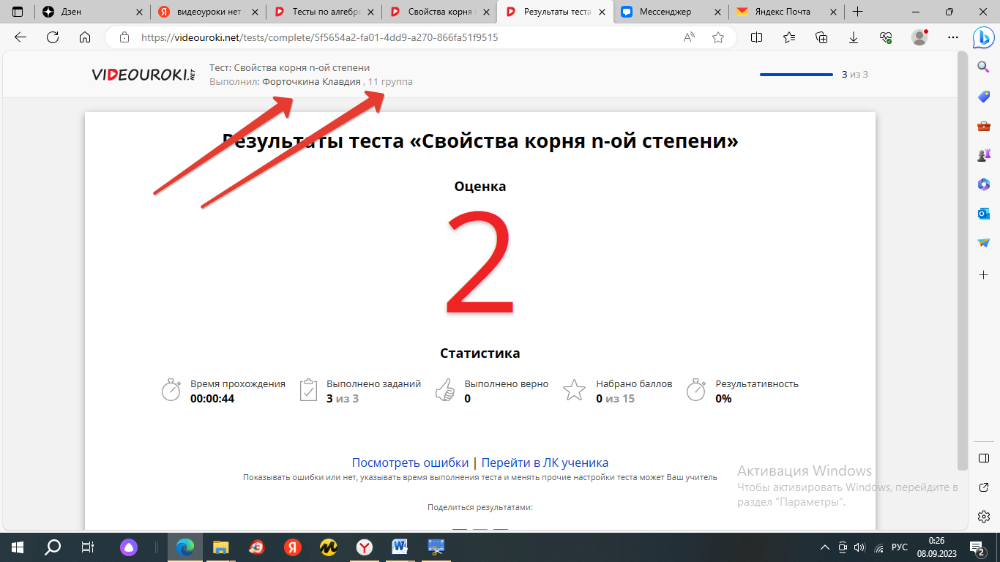 Дзен
видеоуроки нет -
Тесты по алгебре
Свойства корня n
Результаты теста
Мессенджер
Яндекс Почта
https://videouroki.net/tests/complete/5f5654a2-fa01-4dd9-a270-866fa51f9515
VIDEOUROKI.NET
Тест: Свойства корня n-ой степени
Выполнил: Форточкина Клавдия , 11 группа
3 из 3
Результаты теста «Свойства корня n-ой степени»
Оценка
2
Статистика
Время прохождения
00:00:44
Выполнено заданий
3 из 3
Выполнено верно
0
Набрано баллов
0 из 15
Результативность
0%
Посмотреть ошибки | Перейти в ЛК ученика
Показывать ошибки или нет, указывать время выполнения теста и менять прочие настройки теста может Ваш учитель
Поделиться результатами:
Активация Windows
Чтобы активировать Windows, перейдите в
раздел "Параметры".
РУС
0:26
08.09.2023
2